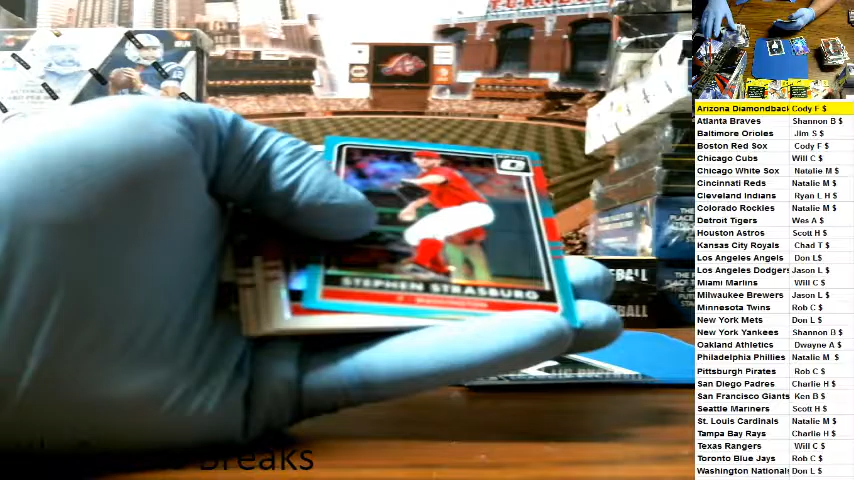 TURNER
STEPHEN STRASBURG
P WASHINGTON
OPTIC
Breaks
Arizona Diamondback Cody F $
Atlanta Braves Shannon B $
Baltimore Orioles Jim S $
Boston Red Sox Cody F $
Chicago Cubs Will C $
Chicago White Sox Natalie M $
Cincinnati Reds Natalie M $
Cleveland Indians Ryan L H $
Colorado Rockies Natalie M $
Detroit Tigers Wes A $
Houston Astros Scott H $
Kansas City Royals Chad T $
Los Angeles Angels Don L $
Los Angeles Dodgers Jason L $
Miami Marlins Will C $
Milwaukee Brewers Jason L $
Minnesota Twins Rob C $
New York Mets Don L $
New York Yankees Shannon B $
Oakland Athletics Dwayne A $
Philadelphia Phillies Natalie M $
Pittsburgh Pirates Rob C $
San Diego Padres Charlie H $
San Francisco Giants Ken B $
Seattle Mariners Scott H $
St. Louis Cardinals Natalie M $
Tampa Bay Rays Charlie H $
Texas Rangers Will C $
Toronto Blue Jays Rob C $
Washington Nationals Don L $